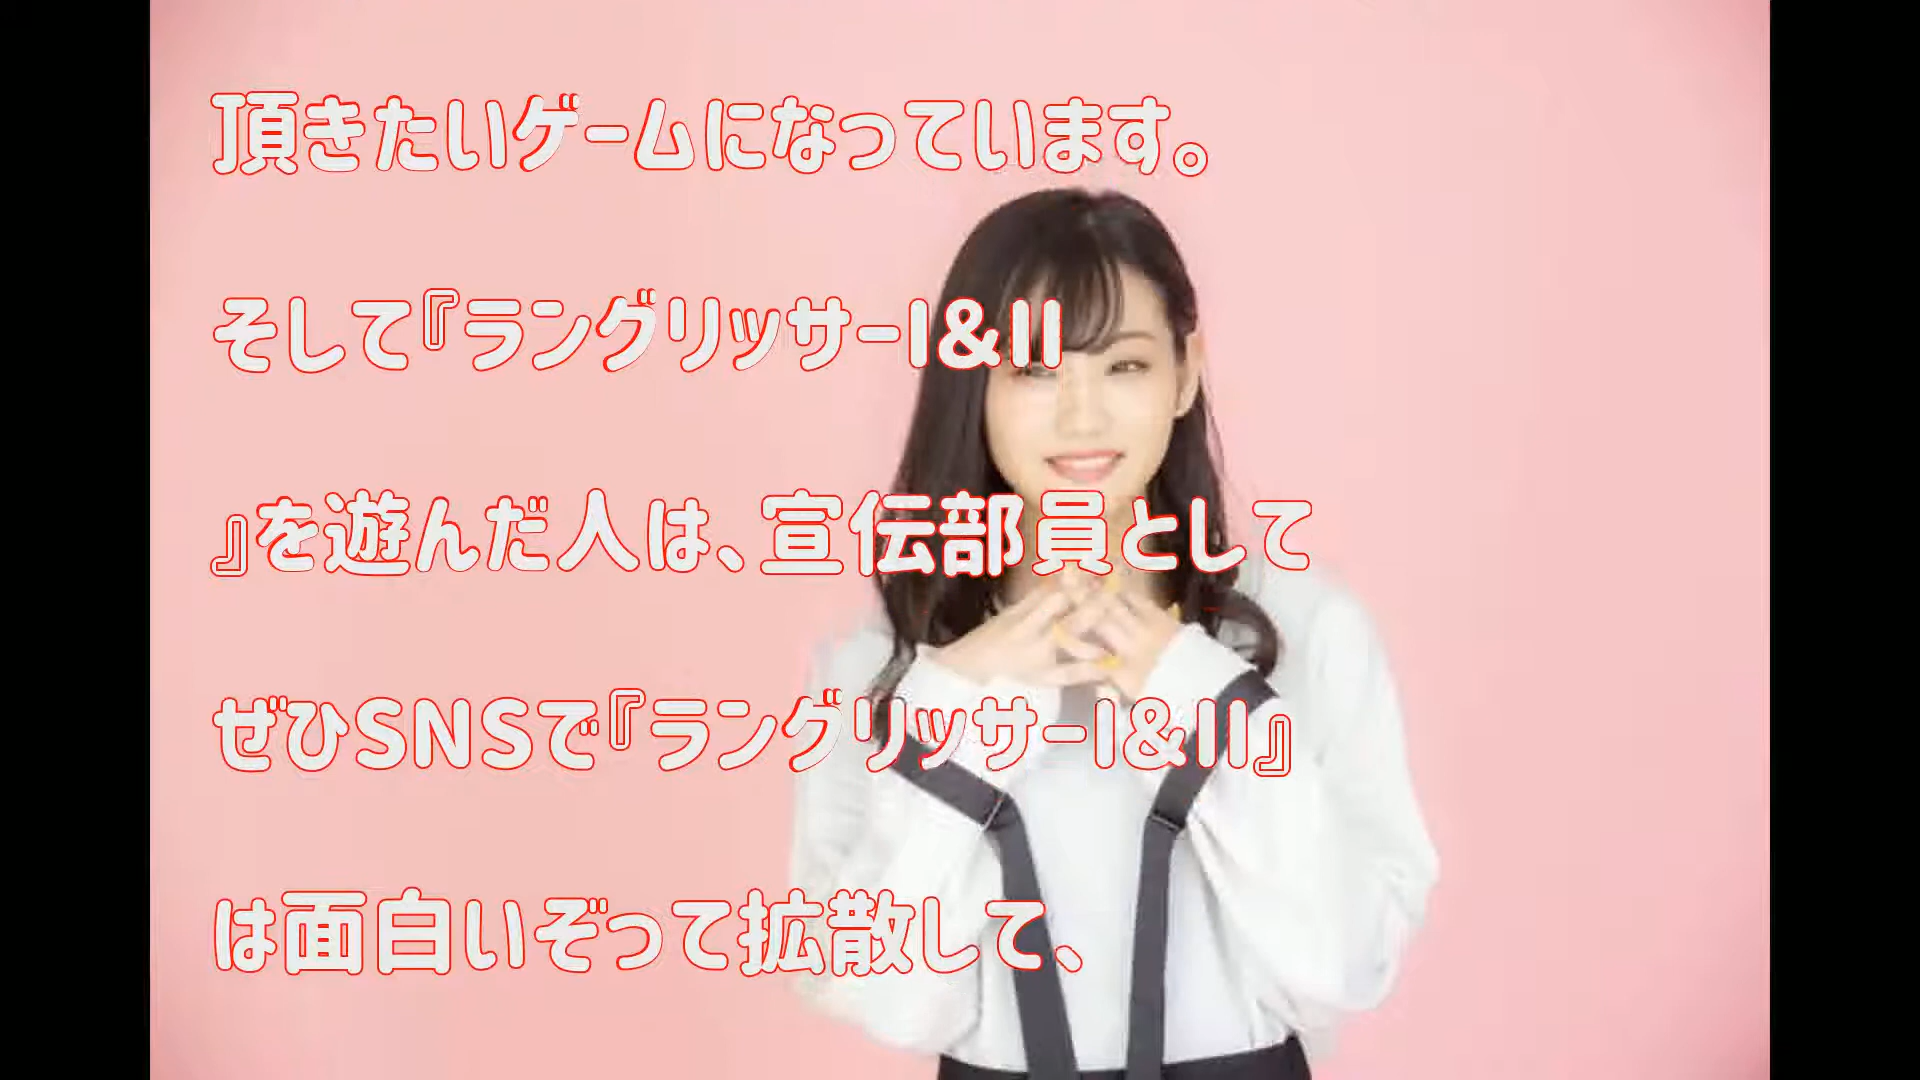 頂きたいゲームになっています。
そして『ラングリッサーI&II
』を遊んだ人は、宣伝部員として
ぜひSNSで『ラングリッサーI&II』
は面白いぞって拡散して、